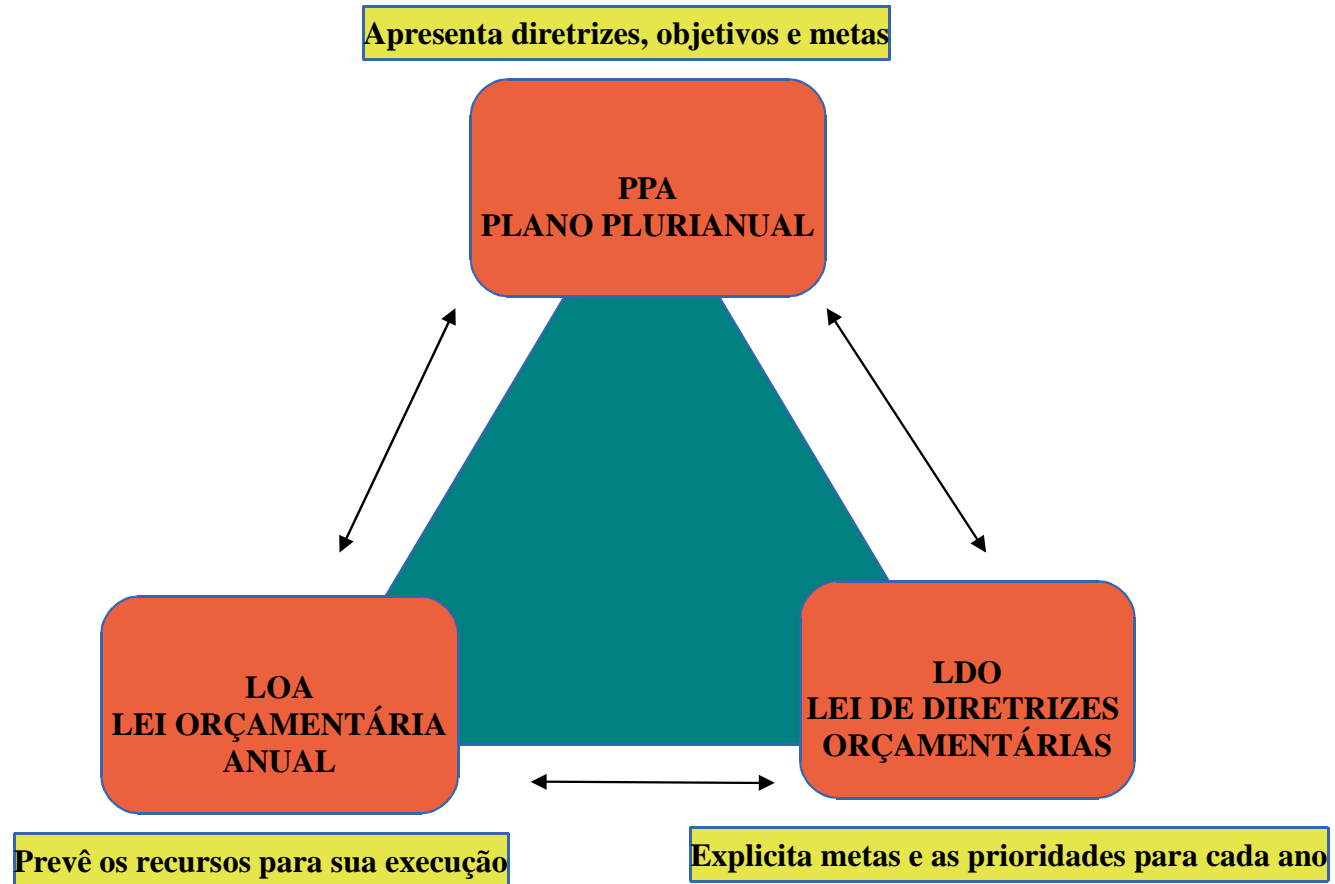 Apresenta diretrizes, objetivos e metas
PPA
PLANO PLURIANUAL
LOA
LEI ORÇAMENTÁRIA
ANUAL
LDO
LEI DE DIRETRIZES
ORÇAMENTÁRIAS
Prevê os recursos para sua execução
Explicita metas e as prioridades para cada ano